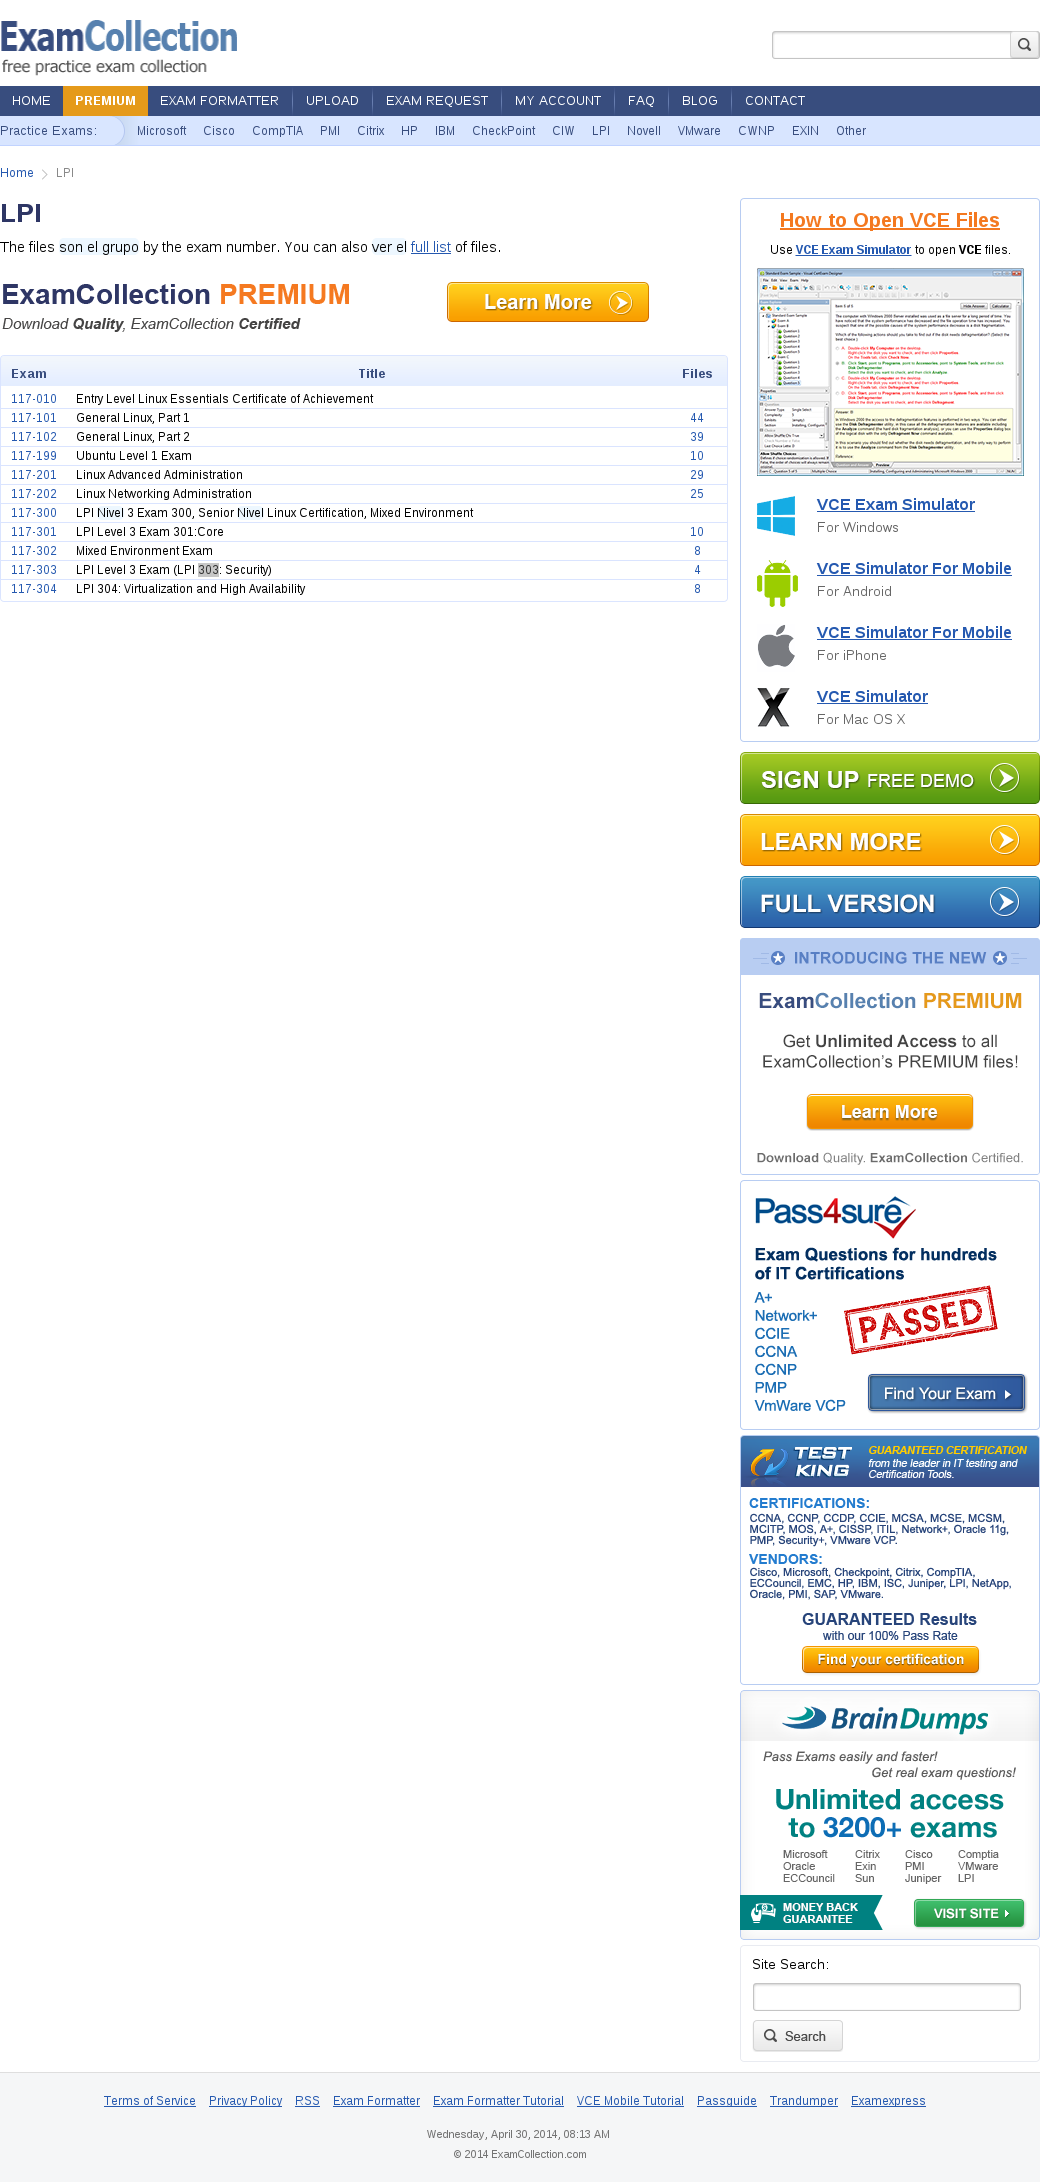 ExamCollection
free practice exam collection
HOME PREMIUM EXAM FORMATTER UPLOAD EXAM REQUEST MY ACCOUNT FAQ BLOG CONTACT
Practice Exams: Microsoft Cisco CompTIA PMI Citrix HP IBM CheckPoint CIW LPI Novell VMware CWNP EXIN Other
Home LPI
LPI
The files son el grupo by the exam number. You can also ver el full list of files.
ExamCollection PREMIUM
Download Quality, ExamCollection Certified
Learn More
Exam Title Files
117-010 Entry Level Linux Essentials Certificate of Achievement
117-101 General Linux, Part 1 44
117-102 General Linux, Part 2 39
117-199 Ubuntu Level 1 Exam 10
117-201 Linux Advanced Administration 29
117-202 Linux Networking Administration 25
117-300 LPI Nivel 3 Exam 300, Senior Nivel Linux Certification, Mixed Environment
117-301 LPI Level 3 Exam 301:Core 10
117-302 Mixed Environment Exam 8
117-303 LPI Level 3 Exam (LPI 303: Security) 4
117-304 LPI 304: Virtualization and High Availability 8
How to Open VCE Files
Use VCE Exam Simulator to open VCE files.
VCE Exam Simulator
For Windows
VCE Simulator For Mobile
For Android
VCE Simulator For Mobile
For iPhone
VCE Simulator
For Mac OS X
SIGN UP FREE DEMO
LEARN MORE
FULL VERSION
INTRODUCING THE NEW
ExamCollection PREMIUM
Get Unlimited Access to all
ExamCollection's PREMIUM files!
Learn More
Download Quality. ExamCollection Certified.
Pass4sure
Exam Questions for hundreds
of IT Certifications
A+
Network+
CCIE
CCNA
CCNP
PMP
VmWare VCP
PASSED
Find Your Exam
TEST
KING
GUARANTEED CERTIFICATION
from the leader in IT testing and
Certification Tools.
CERTIFICATIONS:
CCNA, CCNP, CCDP, CCIE, MCSA, MCSE, MCSM,
MCITP, MOS, A+, CISSP, ITIL, Network+, Oracle 11g,
PMP, Security+, VMware VCP.
VENDORS:
Cisco, Microsoft, Checkpoint, Citrix, CompTIA,
ECCouncil, EMC, HP, IBM, ISC, Juniper, LPI, NetApp,
Oracle, PMI, SAP, VMware.
GUARANTEED Results
with our 100% Pass Rate
Find your certification
BrainDumps
Pass Exams easily and faster!
Get real exam questions!
Unlimited access
to 3200+ exams
Microsoft Citrix Cisco Comptia
Oracle Exin PMI VMware
ECCouncil Sun Juniper LPI
MONEY BACK
GUARANTEE
VISIT SITE
Site Search:
Search
Terms of Service Privacy Policy RSS Exam Formatter Exam Formatter Tutorial VCE Mobile Tutorial Passguide Trandumper Examexpress
Wednesday, April 30, 2014, 08:13 AM
© 2014 ExamCollection.com